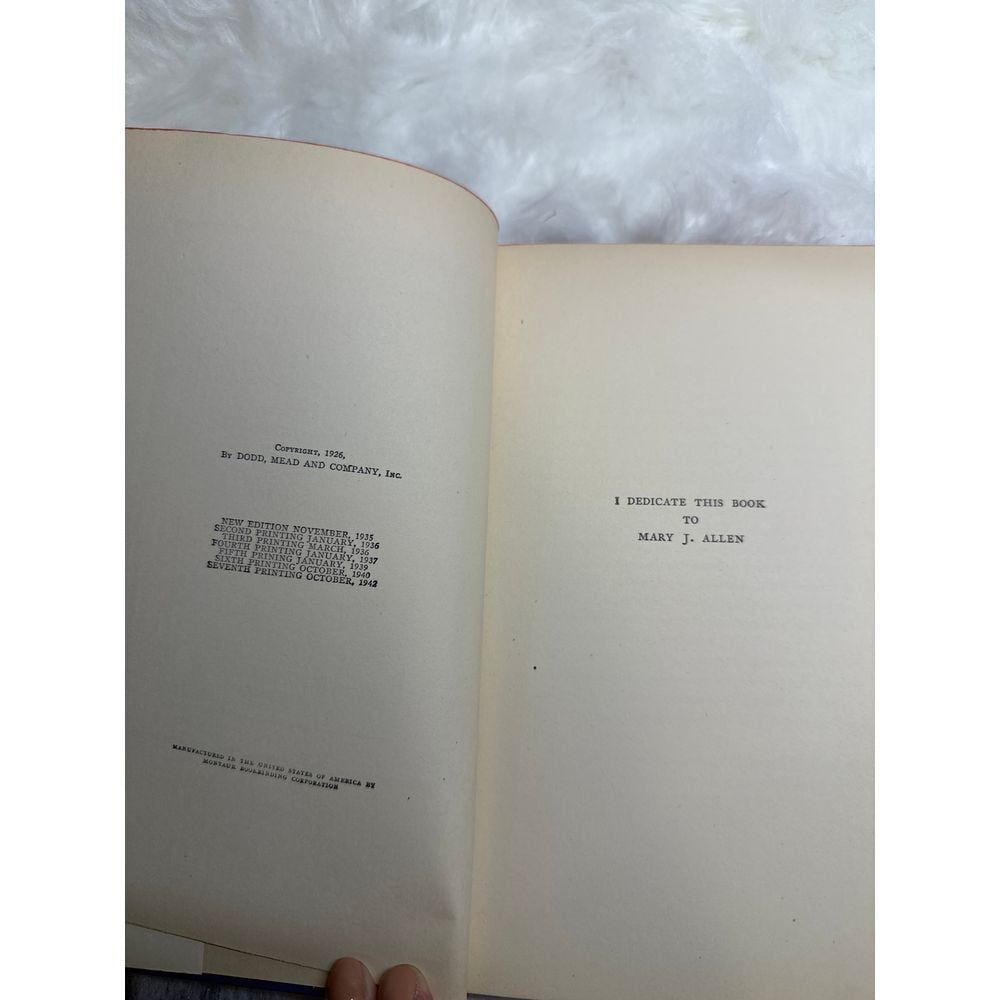 Copyright, 1926,
By DODD, MEAD AND COMPANY, Inc.
NEW EDITION NOVEMBER, 1935
SECOND PRINTING JANUARY, 1936
THIRD PRINTING MARCH, 1936
FOURTH PRINTING JANUARY, 1937
FIFTH PRINING JANUARY, 1939
SIXTH PRINTING OCTOBER, 1940
SEVENTH PRINTING OCTOBER, 1942
MANUFACTURED IN THE UNITED STATES OF AMERICA BY
MONTAUK BOOKBINDING CORPORATION
I DEDICATE THIS BOOK
TO
MARY J. ALLEN